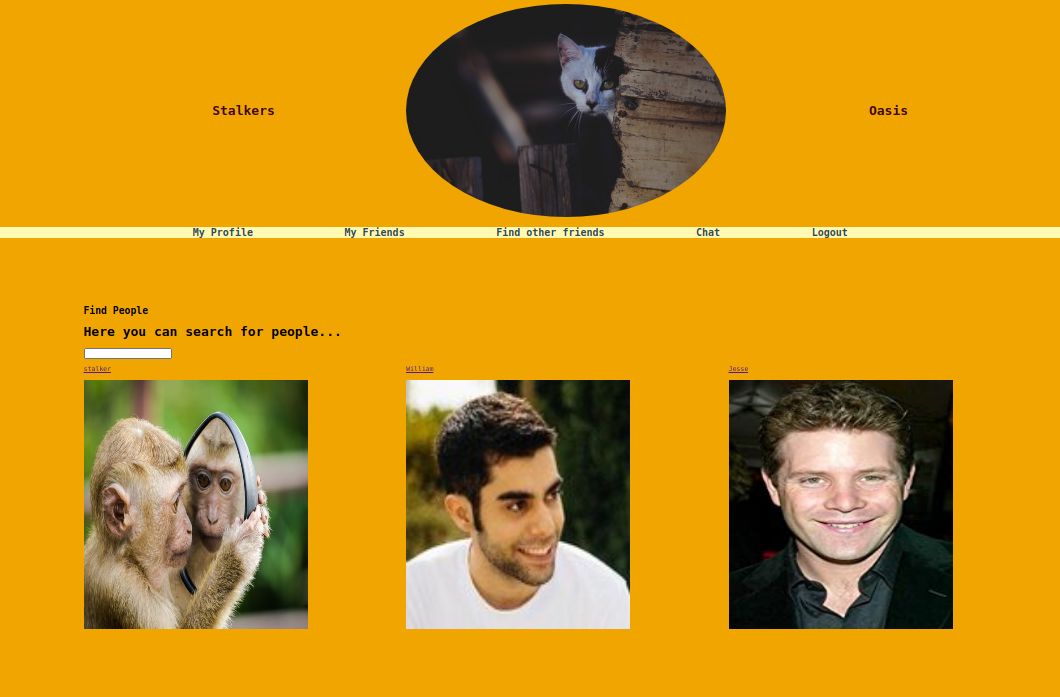 Stalkers Oasis
My Profile My Friends Find other friends Chat Logout
Find People
Here you can search for people...
stalker William Jesse